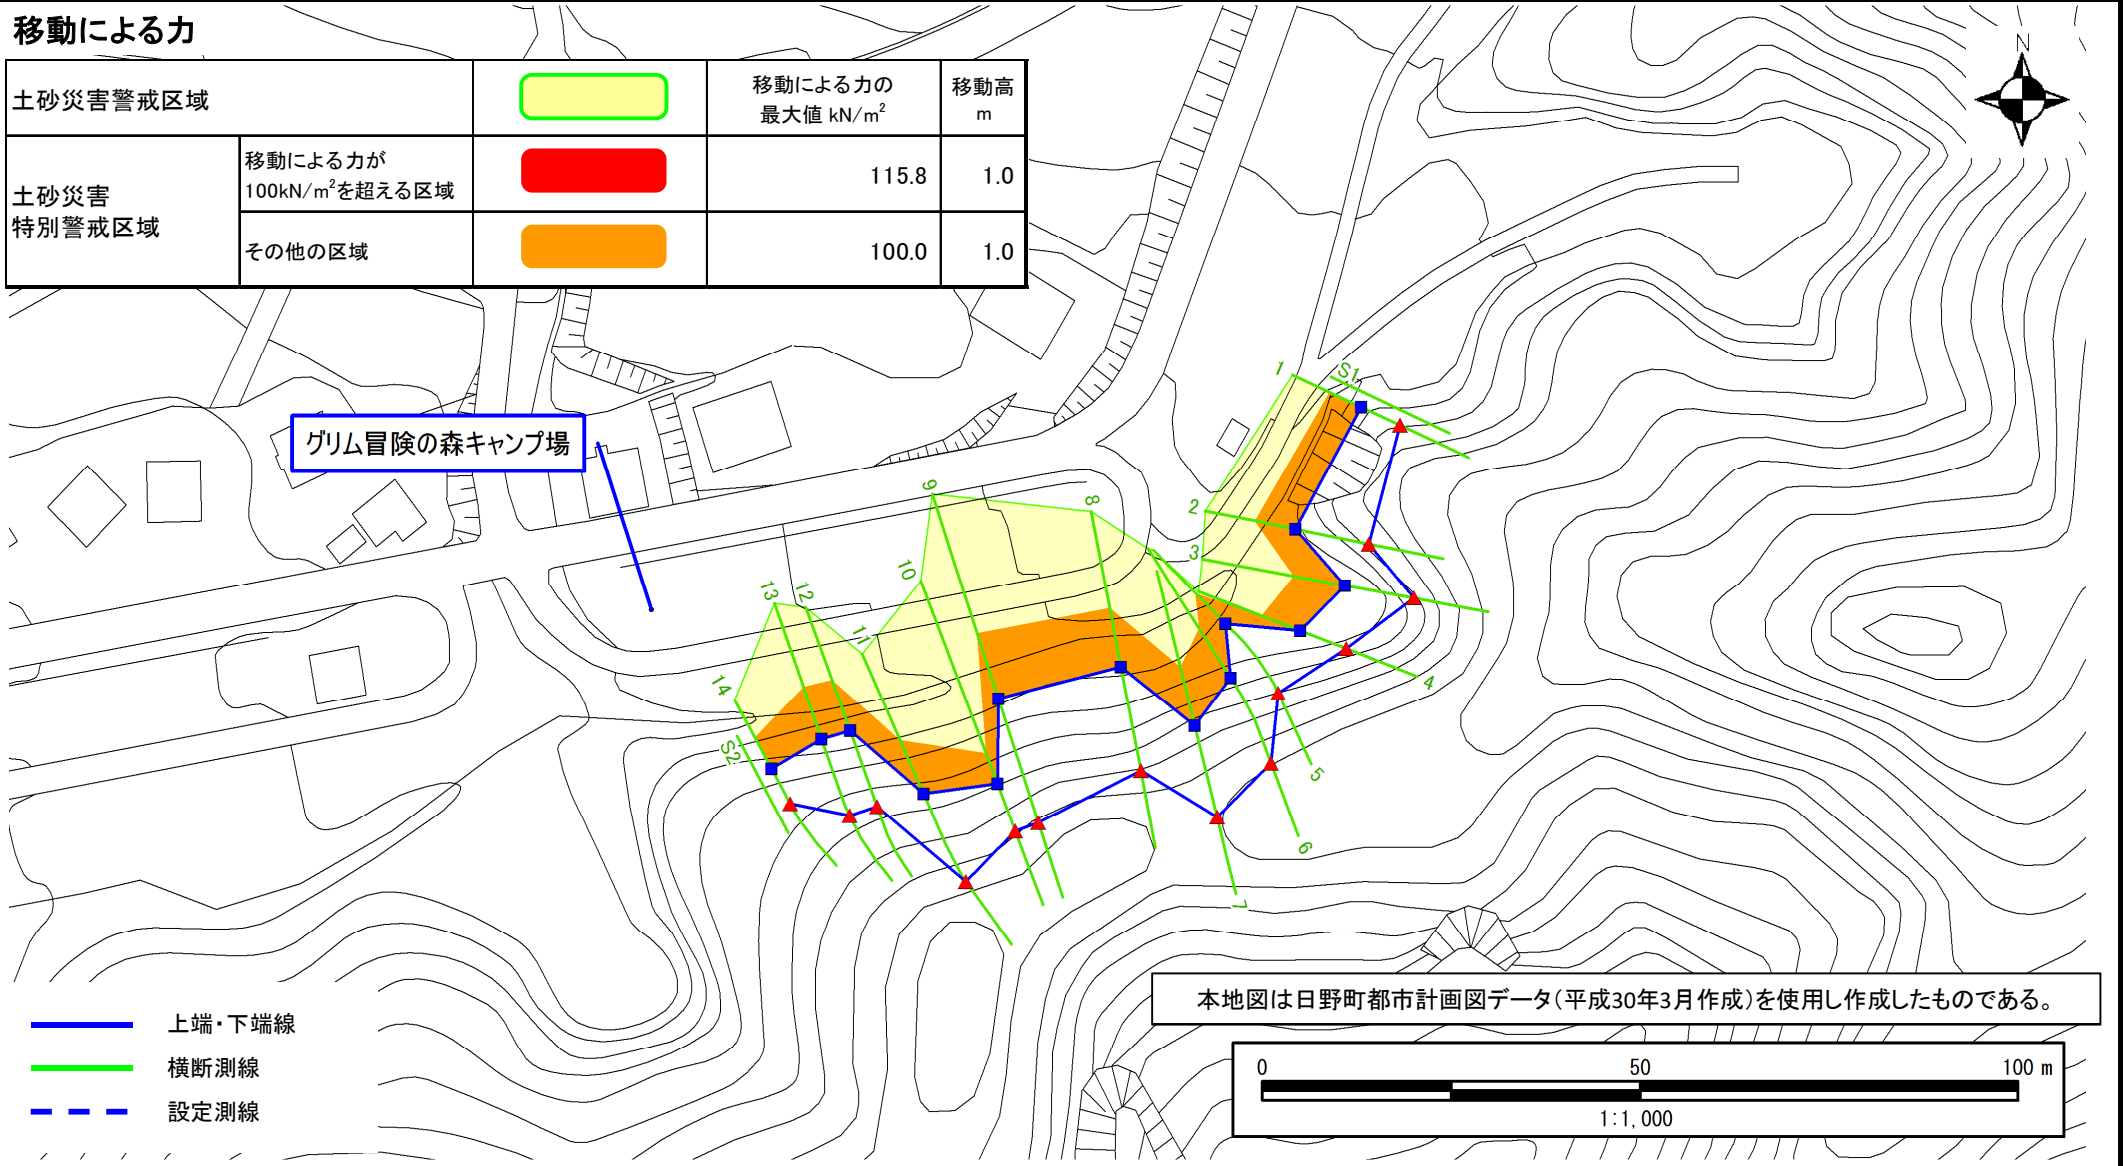 移動による力
土砂災害警戒区域
移動による力の
最大値 kN/m²
移動高
m
土砂災害
特別警戒区域
移動による力が
100kN/m²を超える区域
115.8
1.0
その他の区域
100.0
1.0
N
グリム冒険の森キャンプ場
1
S1
2
3
4
5
6
7
8
9
10
11
12
13
14
S2
上端・下端線
横断測線
設定測線
本地図は日野町都市計画図データ(平成30年3月作成)を使用し作成したものである。
0
50
100 m
1:1,000